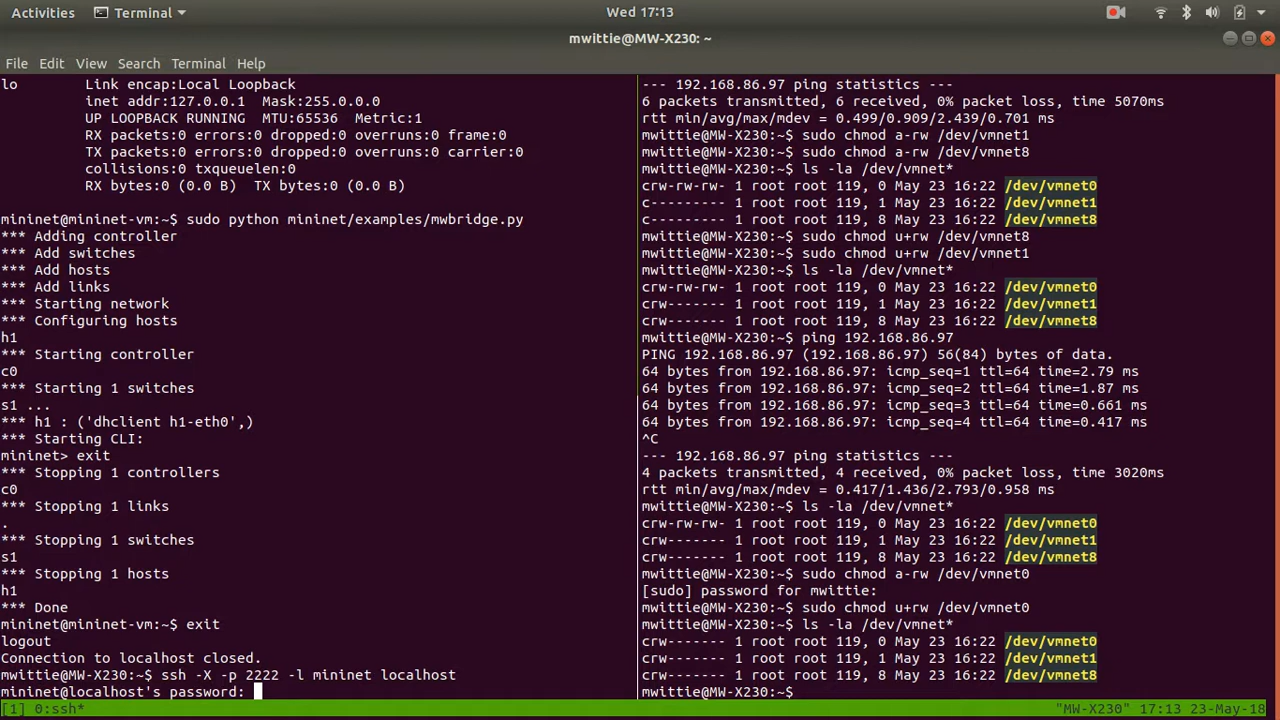 Activities Terminal Wed 17:13
mwittie@MW-X230: ~
File Edit View Search Terminal Help
lo Link encap:Local Loopback
inet addr:127.0.0.1 Mask:255.0.0.0
UP LOOPBACK RUNNING MTU:65536 Metric:1
RX packets:0 errors:0 dropped:0 overruns:0 frame:0
TX packets:0 errors:0 dropped:0 overruns:0 carrier:0
collisions:0 txqueuelen:0
RX bytes:0 (0.0 B) TX bytes:0 (0.0 B)
mininet@mininet-vm:~$ sudo python mininet/examples/mwbridge.py
*** Adding controller
*** Add switches
*** Add hosts
*** Add links
*** Starting network
*** Configuring hosts
h1
*** Starting controller
c0
*** Starting 1 switches
s1 ...
*** h1 : ('dhclient h1-eth0',)
*** Starting CLI:
mininet> exit
*** Stopping 1 controllers
c0
*** Stopping 1 links
.
*** Stopping 1 switches
s1
*** Stopping 1 hosts
h1
*** Done
mininet@mininet-vm:~$ exit
logout
Connection to localhost closed.
mwittie@MW-X230:~$ ssh -X -p 2222 -l mininet localhost
mininet@localhost's password:
--- 192.168.86.97 ping statistics ---
6 packets transmitted, 6 received, 0% packet loss, time 5070ms
rtt min/avg/max/mdev = 0.499/0.909/2.439/0.701 ms
mwittie@MW-X230:~$ sudo chmod a-rw /dev/vmnet1
mwittie@MW-X230:~$ sudo chmod a-rw /dev/vmnet8
mwittie@MW-X230:~$ ls -la /dev/vmnet*
crw-rw-rw- 1 root root 119, 0 May 23 16:22 /dev/vmnet0
c--------- 1 root root 119, 1 May 23 16:22 /dev/vmnet1
c--------- 1 root root 119, 8 May 23 16:22 /dev/vmnet8
mwittie@MW-X230:~$ sudo chmod u+rw /dev/vmnet8
mwittie@MW-X230:~$ sudo chmod u+rw /dev/vmnet1
mwittie@MW-X230:~$ ls -la /dev/vmnet*
crw-rw-rw- 1 root root 119, 0 May 23 16:22 /dev/vmnet0
crw------- 1 root root 119, 1 May 23 16:22 /dev/vmnet1
crw------- 1 root root 119, 8 May 23 16:22 /dev/vmnet8
mwittie@MW-X230:~$ ping 192.168.86.97
PING 192.168.86.97 (192.168.86.97) 56(84) bytes of data.
64 bytes from 192.168.86.97: icmp_seq=1 ttl=64 time=2.79 ms
64 bytes from 192.168.86.97: icmp_seq=2 ttl=64 time=1.87 ms
64 bytes from 192.168.86.97: icmp_seq=3 ttl=64 time=0.661 ms
64 bytes from 192.168.86.97: icmp_seq=4 ttl=64 time=0.417 ms
^C
--- 192.168.86.97 ping statistics ---
4 packets transmitted, 4 received, 0% packet loss, time 3020ms
rtt min/avg/max/mdev = 0.417/1.436/2.793/0.958 ms
mwittie@MW-X230:~$ ls -la /dev/vmnet*
crw-rw-rw- 1 root root 119, 0 May 23 16:22 /dev/vmnet0
crw------- 1 root root 119, 1 May 23 16:22 /dev/vmnet1
crw------- 1 root root 119, 8 May 23 16:22 /dev/vmnet8
mwittie@MW-X230:~$ sudo chmod a-rw /dev/vmnet0
[sudo] password for mwittie:
mwittie@MW-X230:~$ sudo chmod u+rw /dev/vmnet0
mwittie@MW-X230:~$ ls -la /dev/vmnet*
crw------- 1 root root 119, 0 May 23 16:22 /dev/vmnet0
crw------- 1 root root 119, 1 May 23 16:22 /dev/vmnet1
crw------- 1 root root 119, 8 May 23 16:22 /dev/vmnet8
mwittie@MW-X230:~$
[1] 0:ssh* "MW-X230" 17:13 23-May-18